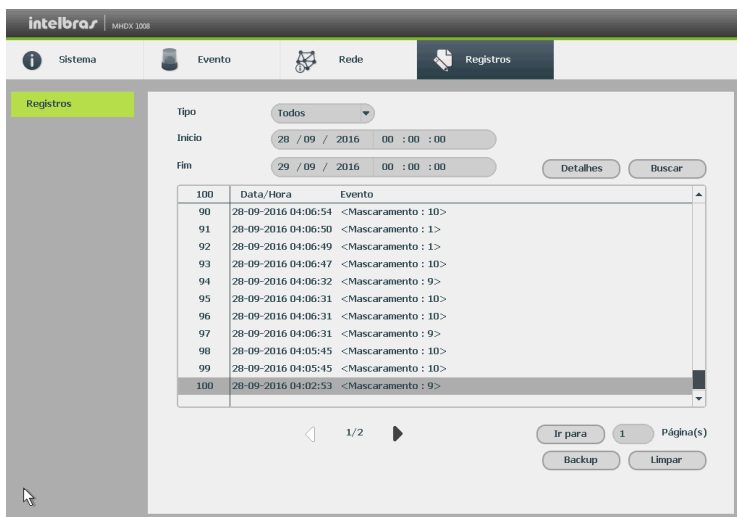 intelbras MHDX 1008
Sistema Evento Rede Registros
Registros
Tipo Todos
Início 28 /09 / 2016 00 :00 :00
Fim 29 /09 / 2016 00 :00 :00 Detalhes Buscar
100 Data/Hora Evento
90 28-09-2016 04:06:54 <Mascaramento : 10>
91 28-09-2016 04:06:50 <Mascaramento : 1>
92 28-09-2016 04:06:49 <Mascaramento : 1>
93 28-09-2016 04:06:47 <Mascaramento : 10>
94 28-09-2016 04:06:32 <Mascaramento : 9>
95 28-09-2016 04:06:31 <Mascaramento : 10>
96 28-09-2016 04:06:31 <Mascaramento : 10>
97 28-09-2016 04:06:31 <Mascaramento : 9>
98 28-09-2016 04:05:45 <Mascaramento : 10>
99 28-09-2016 04:05:45 <Mascaramento : 10>
100 28-09-2016 04:02:53 <Mascaramento : 9>
1/2 Ir para 1 Página(s)
Backup Limpar